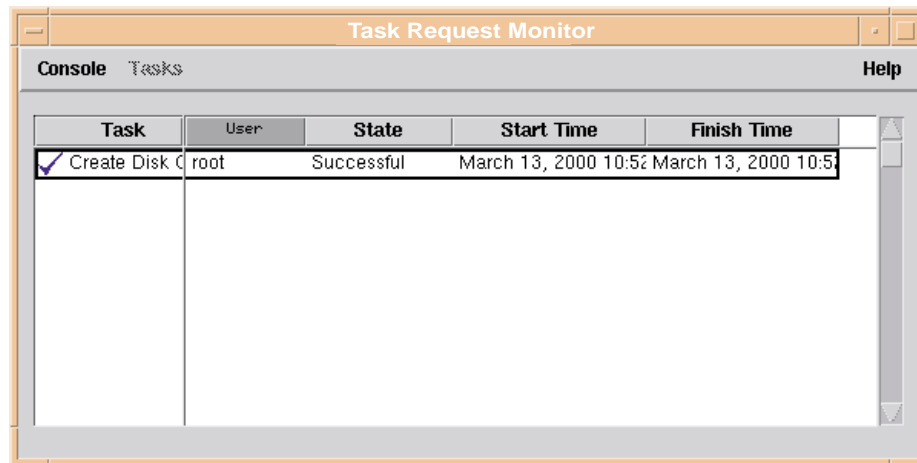 Task Request Monitor
Console Tasks Help
Task User State Start Time Finish Time
Create Disk root Successful March 13, 2000 10:52 March 13, 2000 10:5